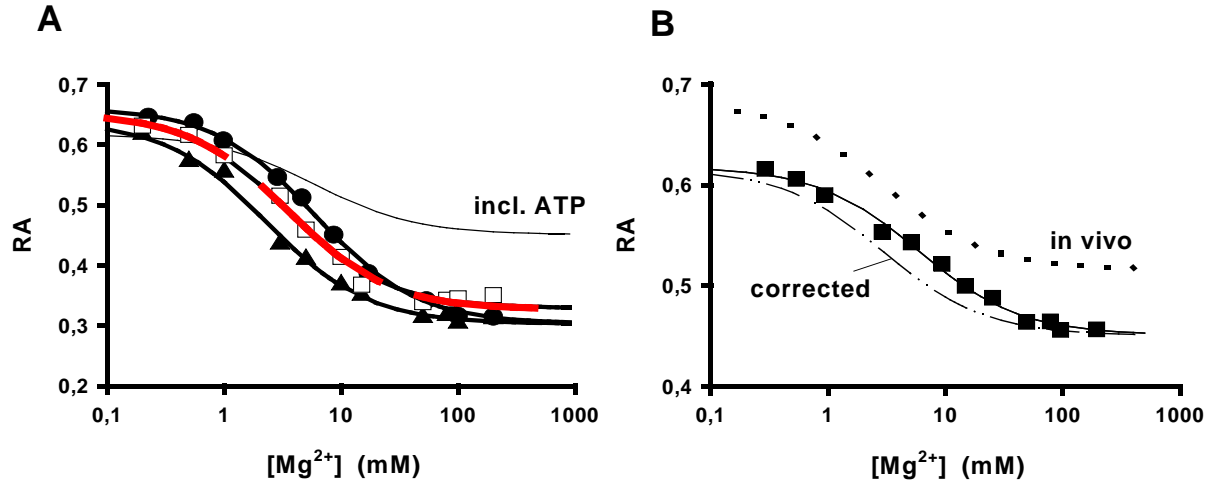 A
0,7
0,6
0,5
0,4
0,3
0,2
RA
incl. ATP
0,1 1 10 100 1000
[Mg²⁺] (mM)
B
0,7
0,6
0,5
0,4
RA
in vivo
corrected
0,1 1 10 100 1000
[Mg²⁺] (mM)